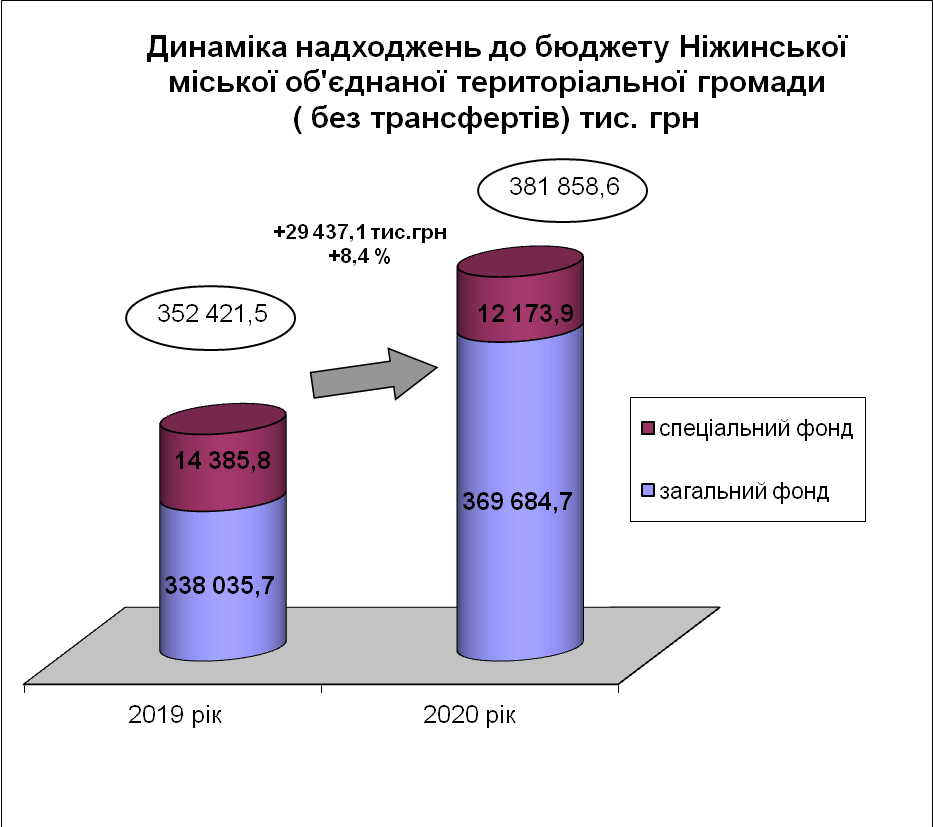 Динаміка надходжень до бюджету Ніжинської
міської об'єднаної територіальної громади
( без трансфертів) тис. грн
381 858,6
+29 437,1 тис.грн
+8,4 %
352 421,5
12 173,9
14 385,8
369 684,7
338 035,7
спеціальний фонд
загальний фонд
2019 рік
2020 рік